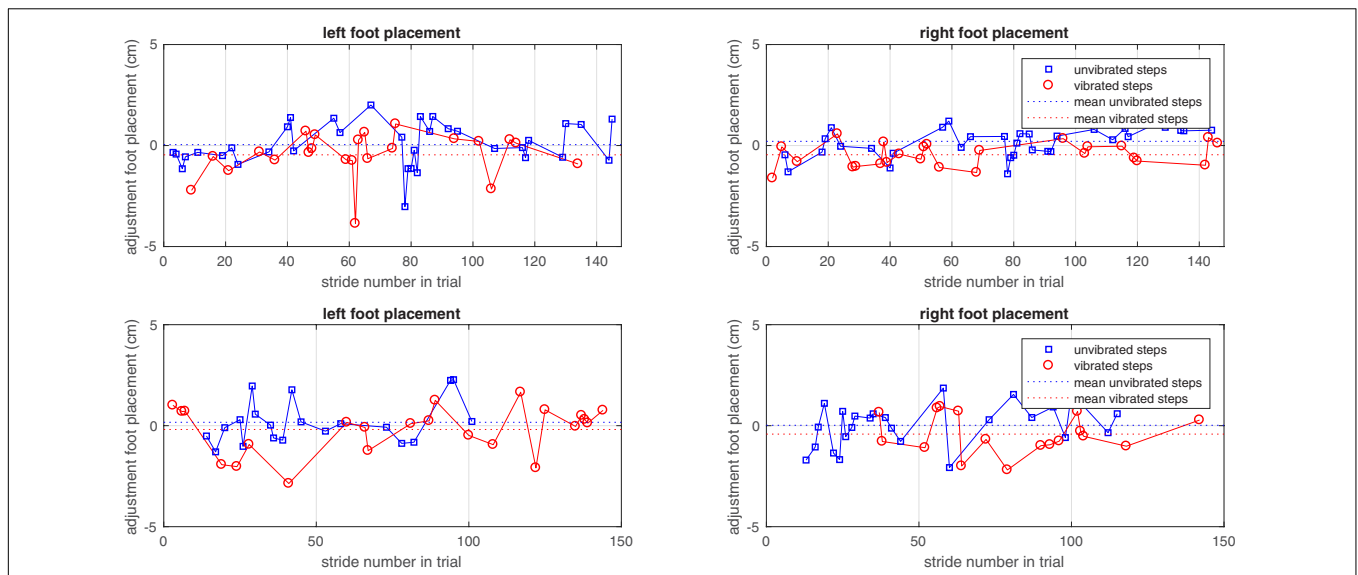 left foot placement
adjustment foot placement (cm)
5
0
-5
0 20 40 60 80 100 120 140
stride number in trial
right foot placement
adjustment foot placement (cm)
5
0
-5
0 20 40 60 80 100 120 140
stride number in trial
unvibrated steps
vibrated steps
mean unvibrated steps
mean vibrated steps
left foot placement
adjustment foot placement (cm)
5
0
-5
0 50 100 150
stride number in trial
right foot placement
adjustment foot placement (cm)
5
0
-5
0 50 100 150
stride number in trial
unvibrated steps
vibrated steps
mean unvibrated steps
mean vibrated steps